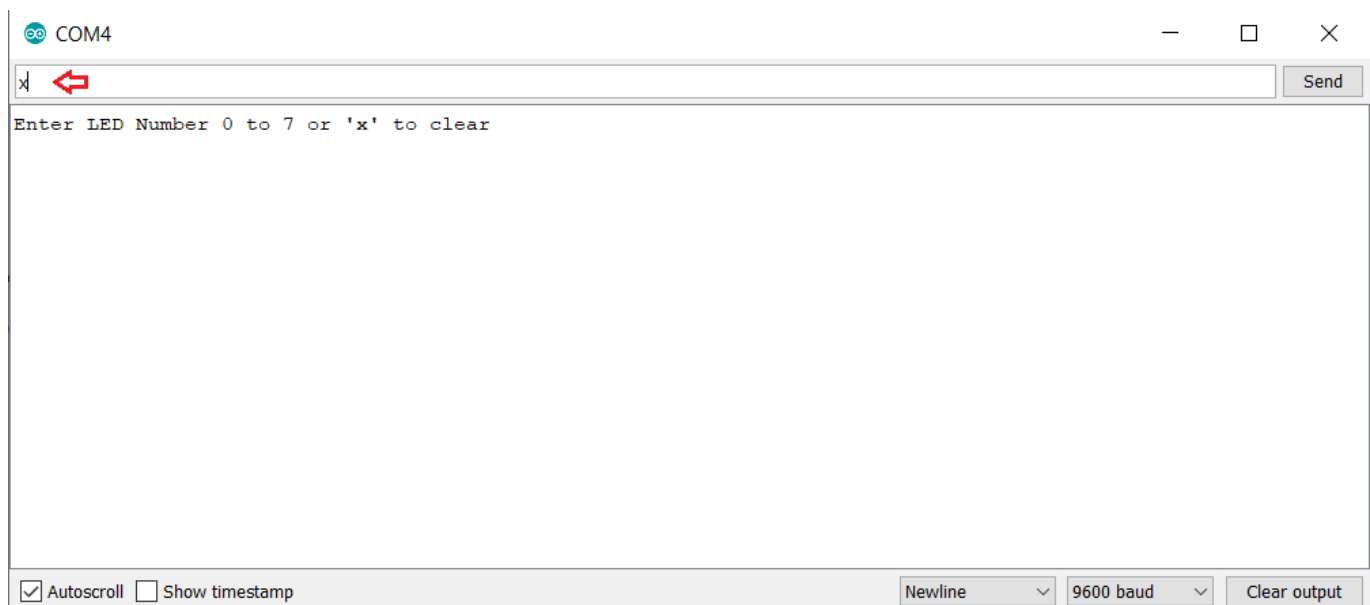 COM4
x
Send
Enter LED Number 0 to 7 or 'x' to clear
Autoscroll Show timestamp Newline 9600 baud Clear output